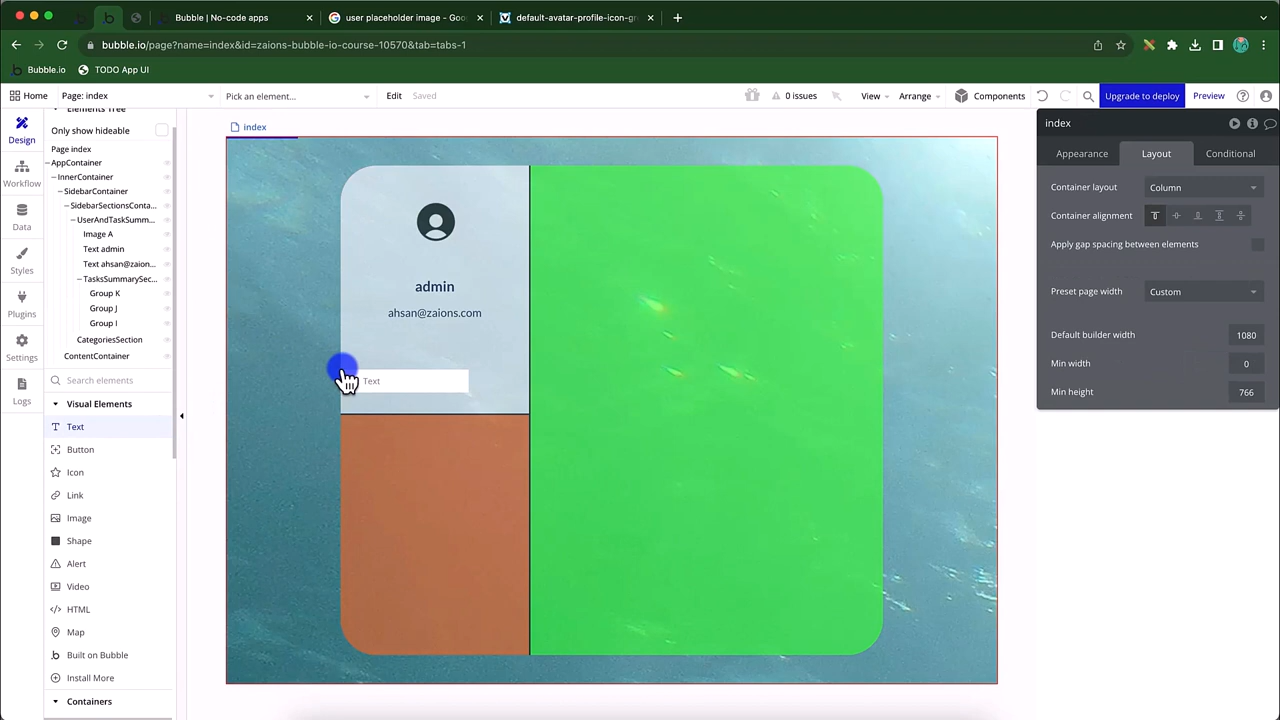 Bubble | No-code apps
user placeholder image - Goo
default-avatar-profile-icon-gre
bubble.io/page?name=index&id=zaions-bubble-io-course-10570&tab=tabs-1
Bubble.io
TODO App UI
Home
Page: index
Pick an element...
Edit
Saved
0 issues
View
Arrange
Components
Upgrade to deploy
Preview
Design
Workflow
Data
Styles
Plugins
Settings
Logs
Elements Tree
Only show hideable
Page index
AppContainer
InnerContainer
SidebarContainer
SidebarSectionsConta...
UserAndTaskSumm...
Image A
Text admin
Text ahsan@zaion...
TasksSummarySec...
Group K
Group J
Group I
CategoriesSection
ContentContainer
Search elements
Visual Elements
Text
Button
Icon
Link
Image
Shape
Alert
Video
HTML
Map
Built on Bubble
Install More
Containers
index
admin
ahsan@zaions.com
Text
index
Appearance
Layout
Conditional
Container layout
Column
Container alignment
Apply gap spacing between elements
Preset page width
Custom
Default builder width
1080
Min width
0
Min height
766